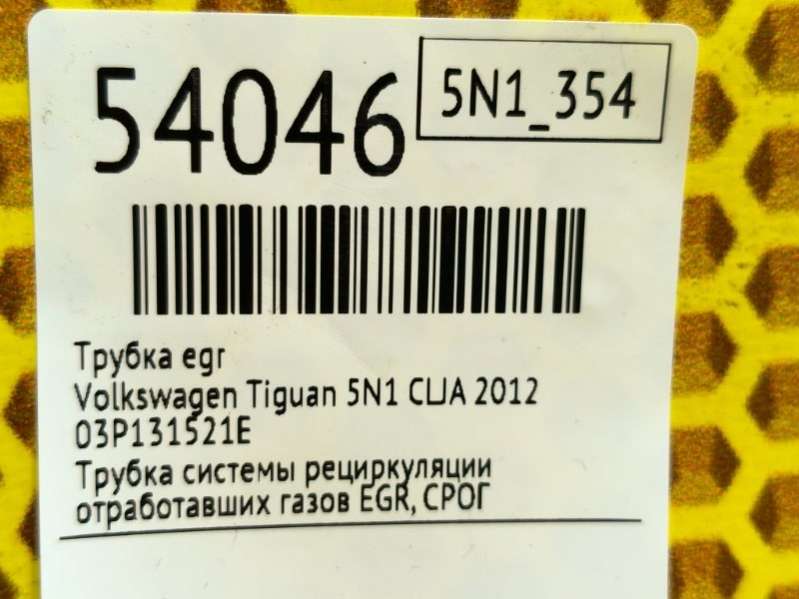 54046
5N1_354
Трубка egr
Volkswagen Tiguan 5N1 CLJA 2012
03P131521E
Трубка системы рециркуляции
отработавших газов EGR, СРОГ